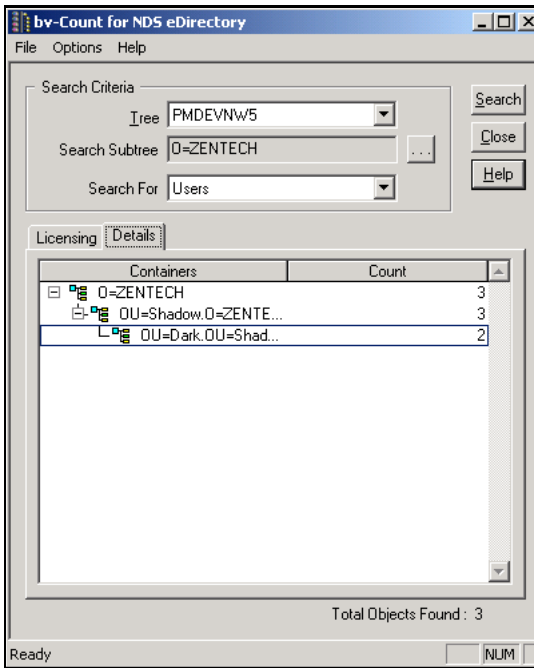 bv-Count for NDS eDirectory
File Options Help
Search Criteria
Tree PMDEVNW5
Search Subtree O=ZENTECH ...
Search For Users
Search
Close
Help
Licensing Details
Containers Count
O=ZENTECH 3
OU=Shadow.O=ZENTE... 3
OU=Dark.OU=Shad... 2
Total Objects Found : 3
Ready NUM